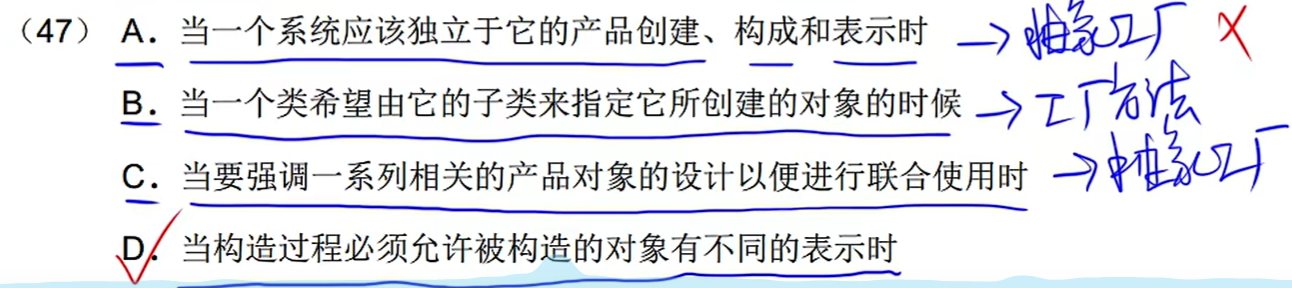 （47） A．当一个系统应该独立于它的产品创建、构成和表示时 → 抽象工厂 ×
B．当一个类希望由它的子类来指定它所创建的对象的时候 → 工厂方法
C．当要强调一系列相关的产品对象的设计以便进行联合使用时 → 抽象工厂
D．当构造过程必须允许被构造的对象有不同的表示时